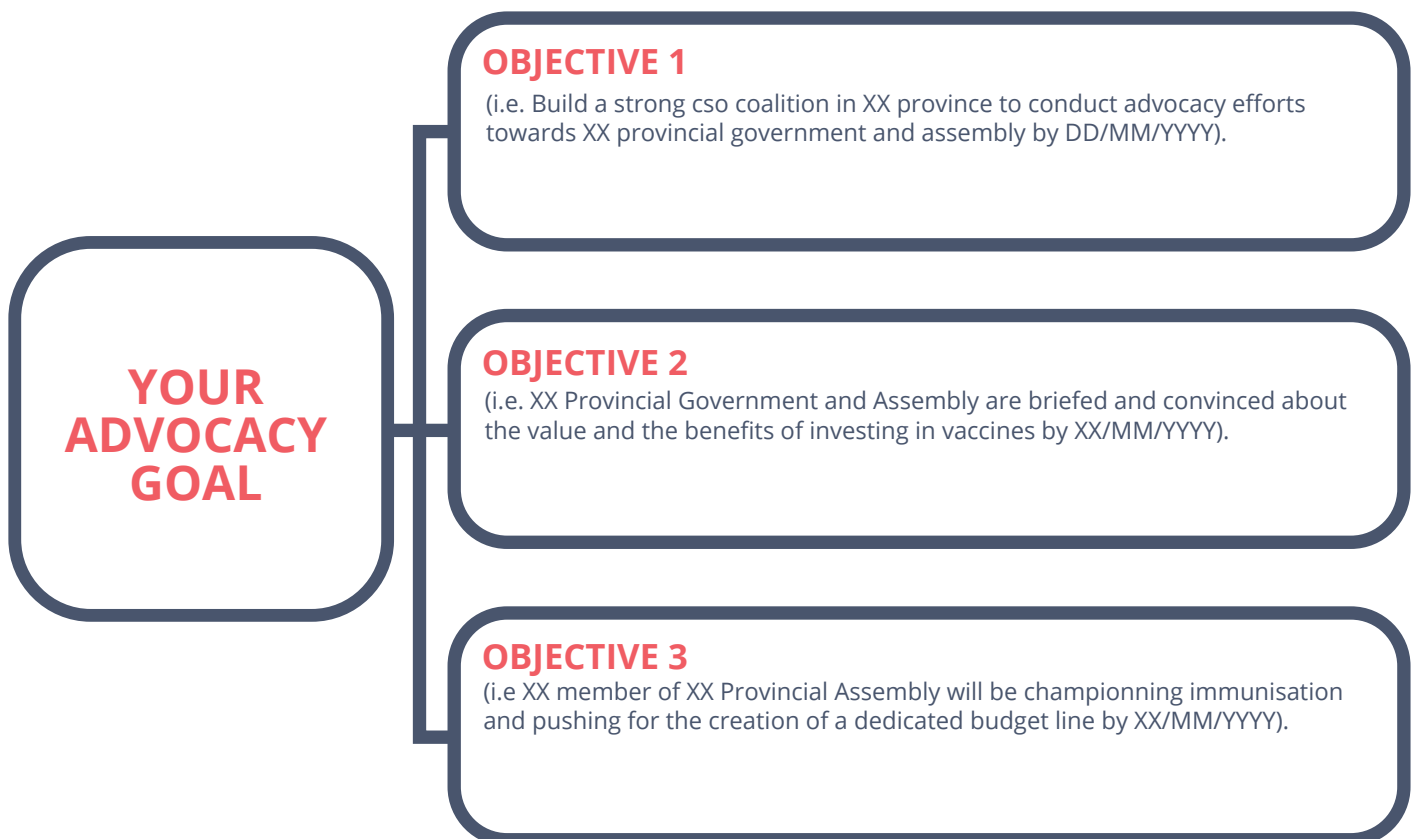 OBJECTIVE 1
(i.e. Build a strong cso coalition in XX province to conduct advocacy efforts
towards XX provincial government and assembly by DD/MM/YYYY).
YOUR
ADVOCACY
GOAL
OBJECTIVE 2
(i.e. XX Provincial Government and Assembly are briefed and convinced about
the value and the benefits of investing in vaccines by XX/MM/YYYY).
OBJECTIVE 3
(i.e XX member of XX Provincial Assembly will be championning immunisation
and pushing for the creation of a dedicated budget line by XX/MM/YYYY).